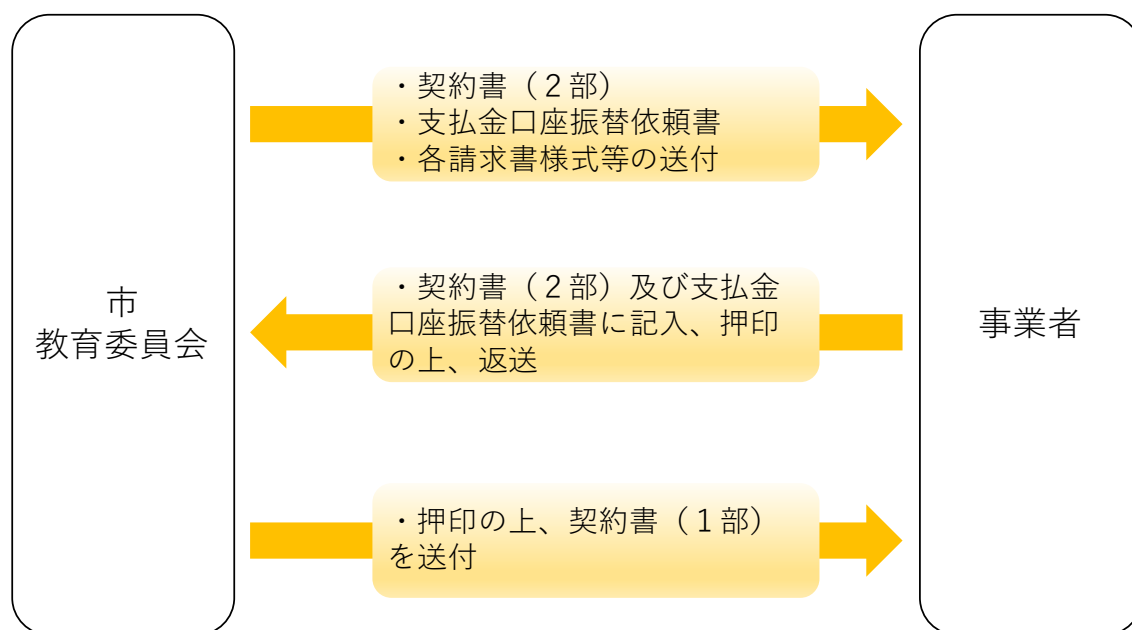 市
教育委員会
・契約書（２部）
・支払金口座振替依頼書
・各請求書様式等の送付
・契約書（２部）及び支払金
口座振替依頼書に記入、押印
の上、返送
・押印の上、契約書（１部）
を送付
事業者